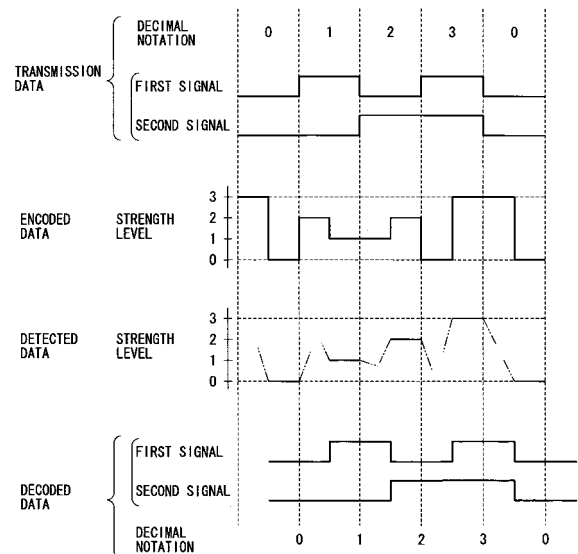 DECIMAL
NOTATION
0 1 2 3 0
TRANSMISSION
DATA
FIRST SIGNAL
SECOND SIGNAL
ENCODED
DATA
STRENGTH
LEVEL
3
2
1
0
DETECTED
DATA
STRENGTH
LEVEL
3
2
1
0
DECODED
DATA
FIRST SIGNAL
SECOND SIGNAL
DECIMAL
NOTATION
0 1 2 3 0